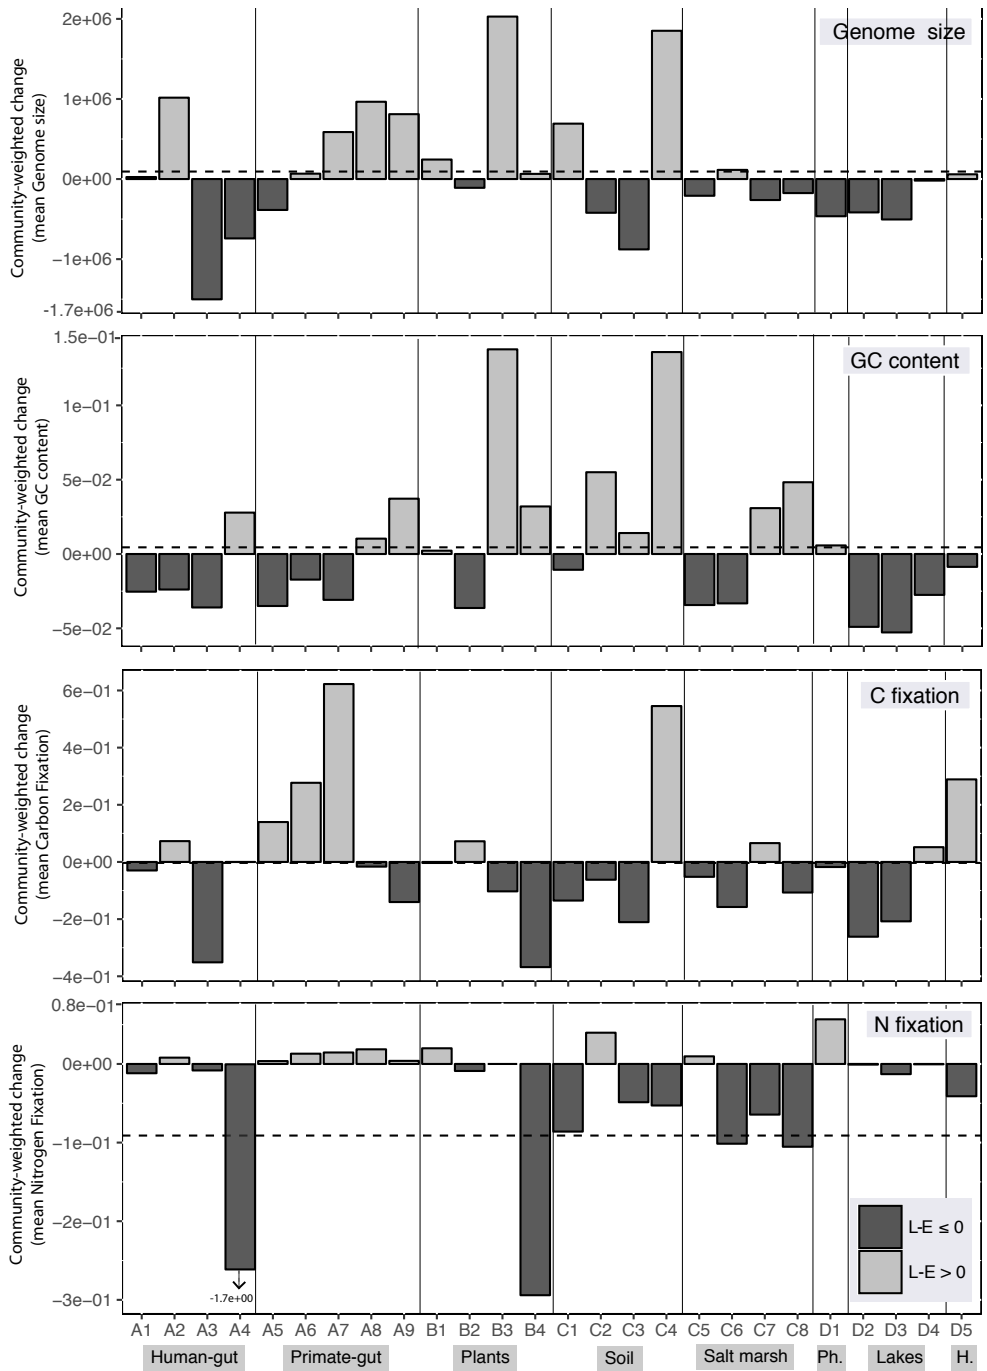 Genome size
Community-weighted change
(mean Genome size)
2e+06
1e+06
0e+00
−1e+06
-1.7e+06
GC content
Community-weighted change
(mean GC content)
1.5e−01
1e−01
5e−02
0e+00
−5e−02
C fixation
Community-weighted change
(mean Carbon Fixation)
6e−01
4e−01
2e−01
0e+00
−2e−01
−4e−01
N fixation
Community-weighted change
(mean Nitrogen Fixation)
0.8e−01
0e+00
−1e−01
−2e−01
−3e−01
-1.7e+00
L-E ≤ 0
L-E > 0
A1 A2 A3 A4 A5 A6 A7 A8 A9 B1 B2 B3 B4 C1 C2 C3 C4 C5 C6 C7 C8 D1 D2 D3 D4 D5
Human-gut Primate-gut Plants Soil Salt marsh Ph. Lakes H.